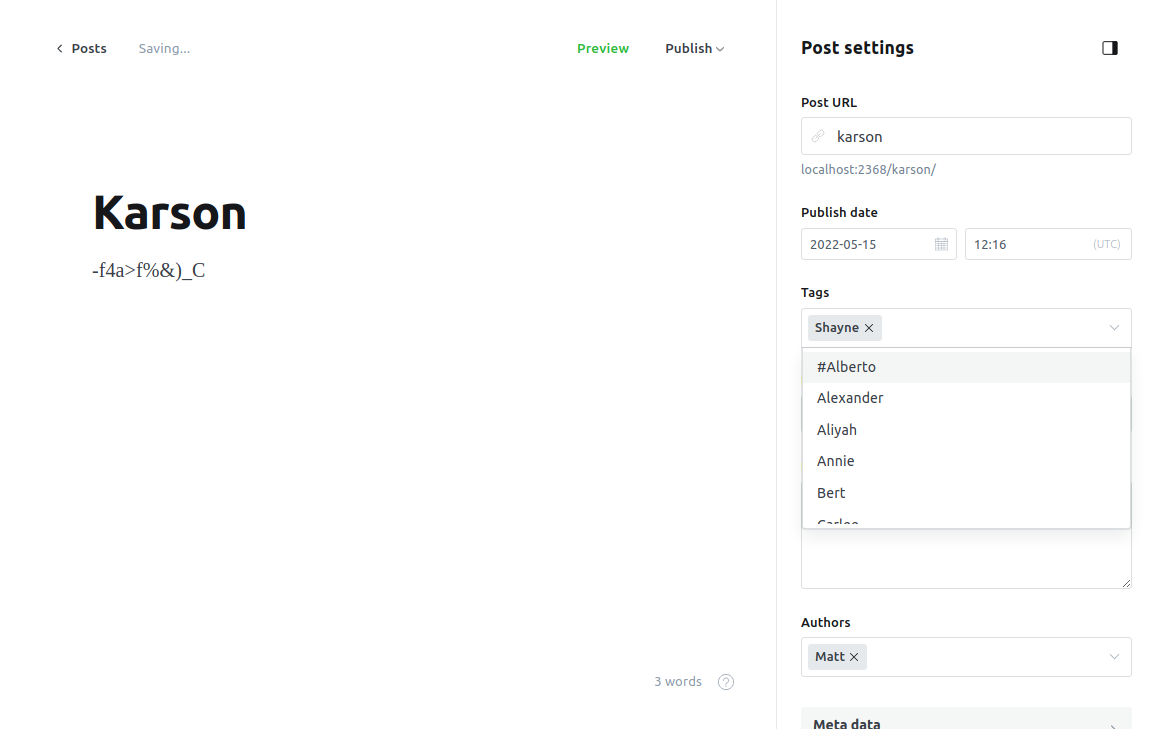 Posts Saving... Preview Publish
Karson
-f4a>f%&)_C
3 words ?
Post settings
Post URL
karson
localhost:2368/karson/
Publish date
2022-05-15 12:16 (UTC)
Tags
Shayne
#Alberto
Alexander
Aliyah
Annie
Bert
Authors
Matt
Meta data